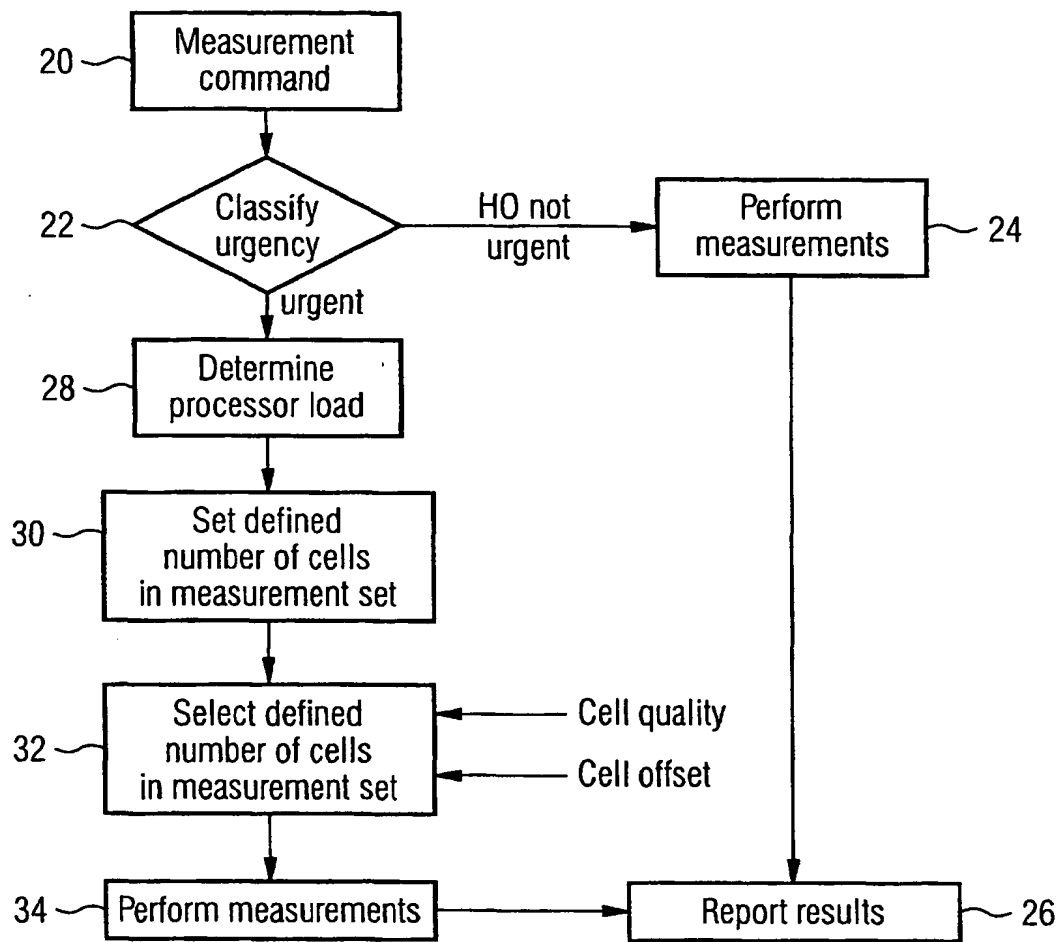 20
Measurement
command
22
Classify
urgency
HO not
urgent
Perform
measurements
24
urgent
28
Determine
processor load
30
Set defined
number of cells
in measurement set
32
Select defined
number of cells
in measurement set
Cell quality
Cell offset
34
Perform measurements
Report results
26